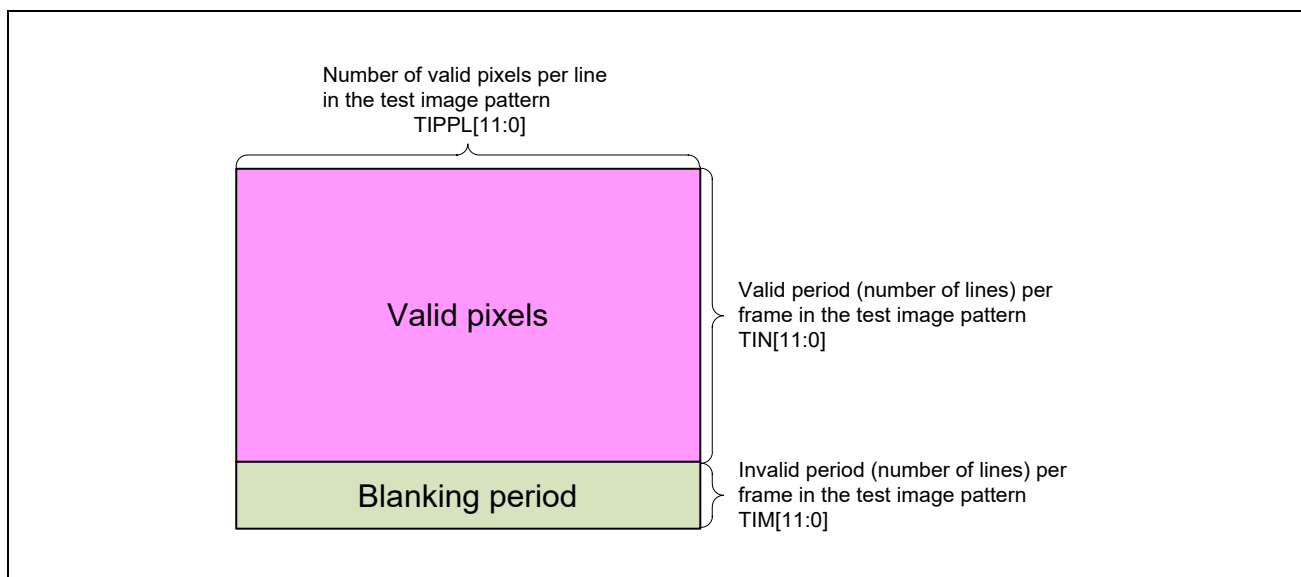 Number of valid pixels per line
in the test image pattern
TIPPL[11:0]
Valid pixels
Valid period (number of lines) per
frame in the test image pattern
TIN[11:0]
Blanking period
Invalid period (number of lines) per
frame in the test image pattern
TIM[11:0]